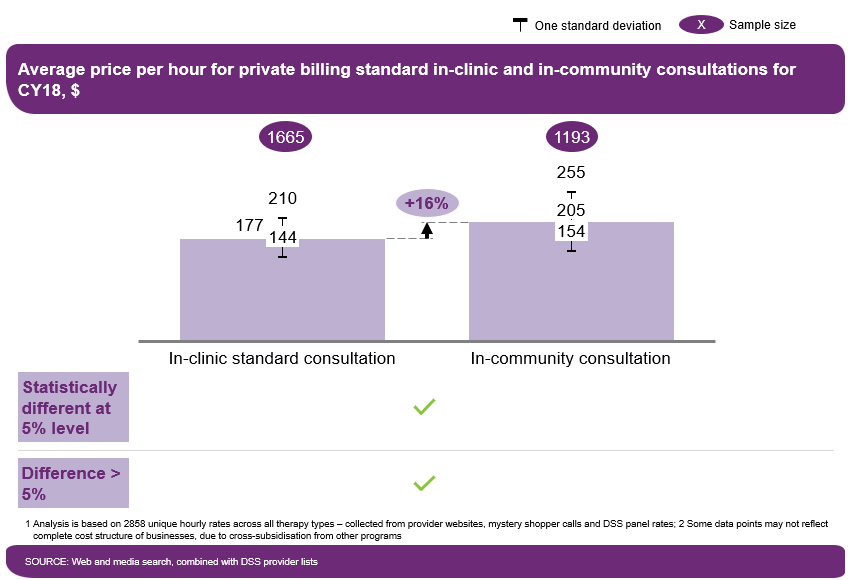 One standard deviation
X
Sample size
Average price per hour for private billing standard in-clinic and in-community consultations for
CY18, $
1665
1193
255
210
+16%
205
177
144
154
In-clinic standard consultation
In-community consultation
Statistically
different at
5% level
Difference >
5%
1 Analysis is based on 2858 unique hourly rates across all therapy types – collected from provider websites, mystery shopper calls and DSS panel rates; 2 Some data points may not reflect
complete cost structure of businesses, due to cross-subsidisation from other programs
SOURCE: Web and media search, combined with DSS provider lists